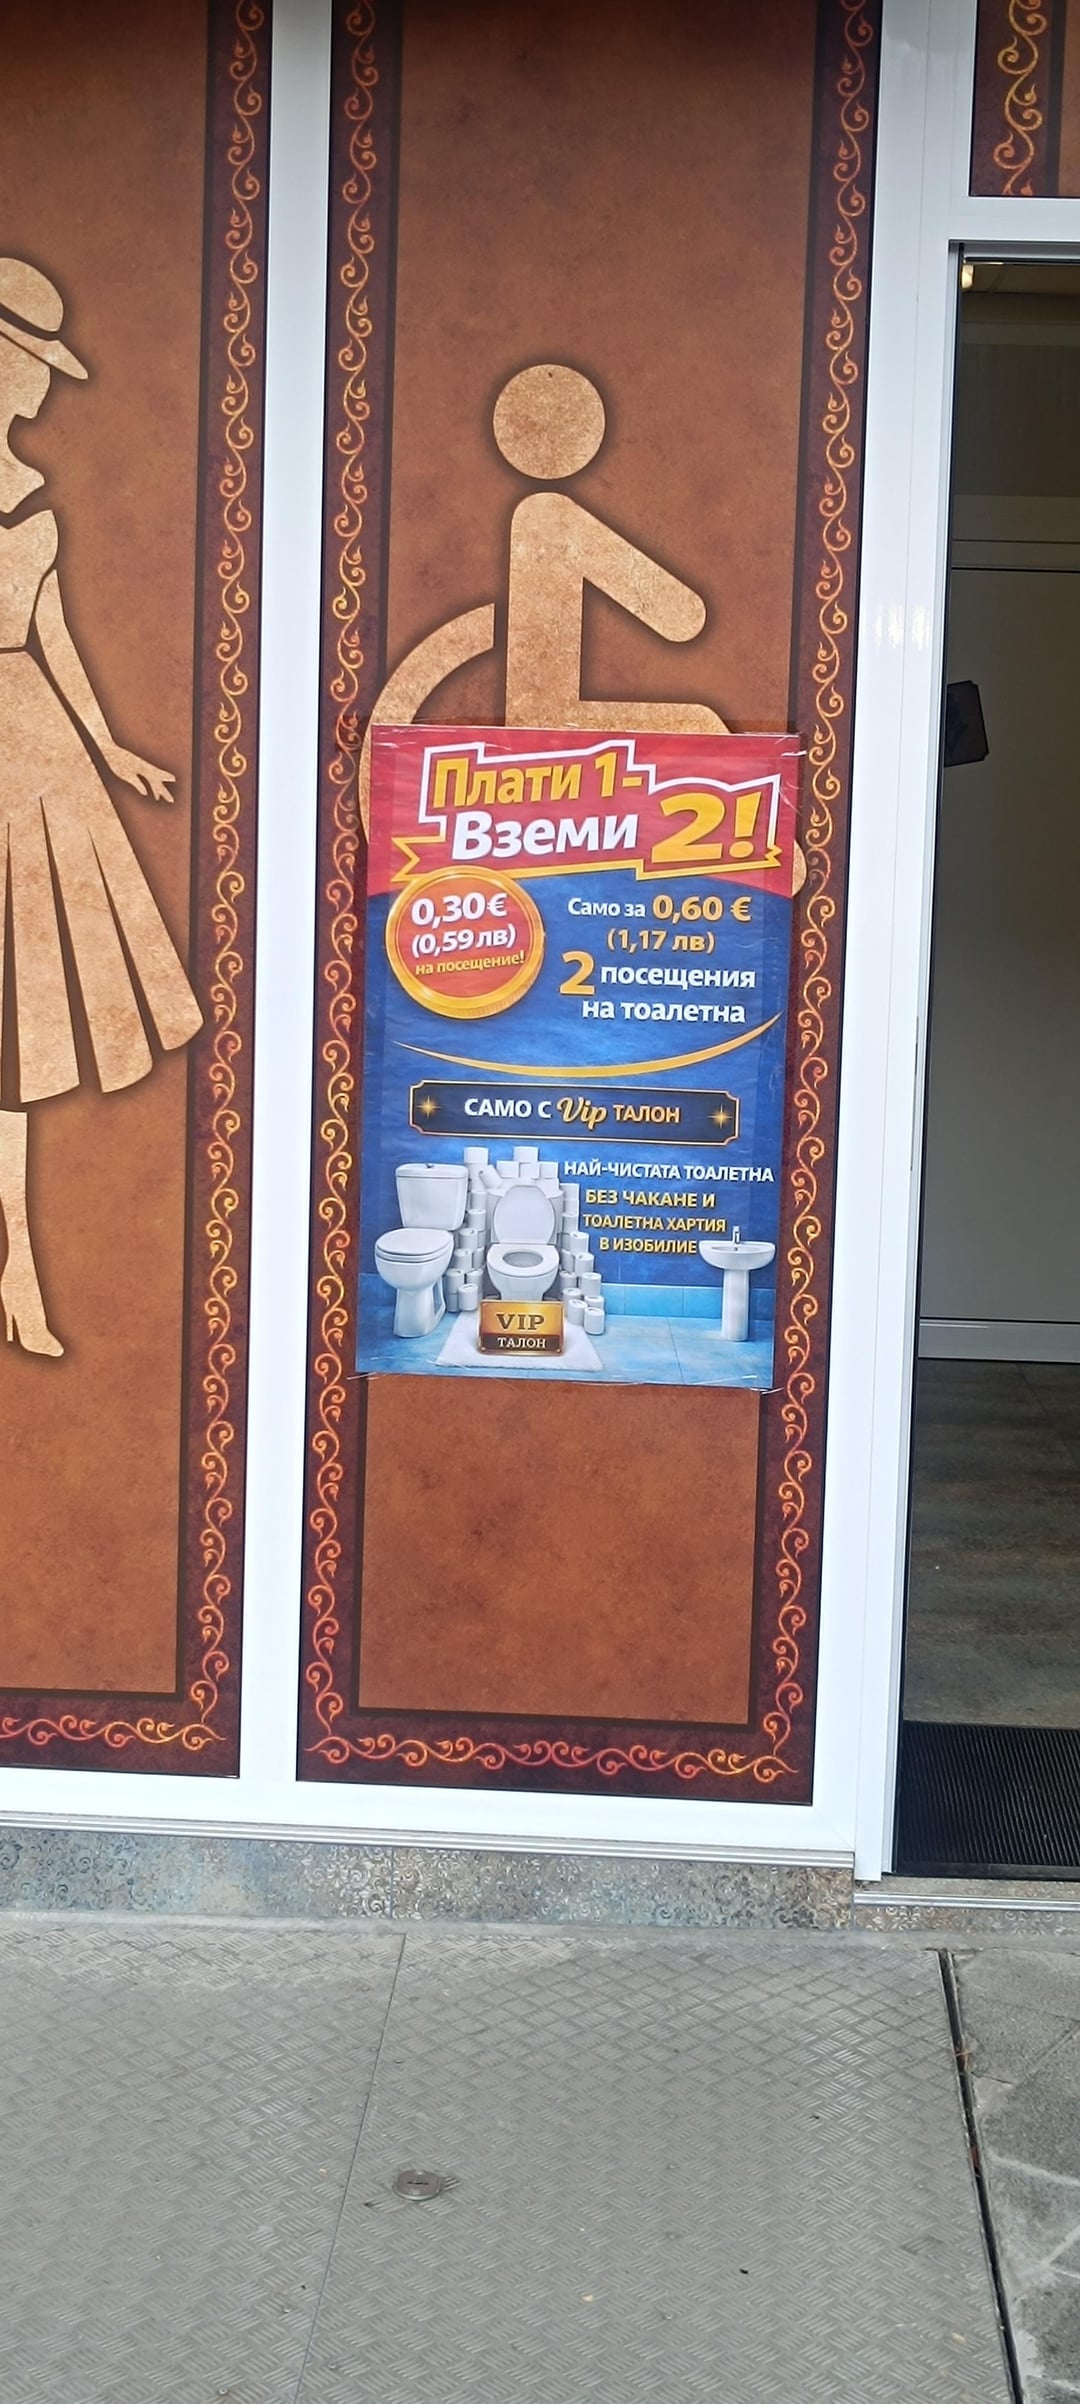 Плати 1-
Вземи 2!
0,30 €
(0,59 лв)
на посещение!
Само за 0,60 €
(1,17 лв)
2 посещения
на тоалетна
САМО С Vip ТАЛОН
НАЙ-ЧИСТАТА ТОАЛЕТНА
БЕЗ ЧАКАНЕ И
ТОАЛЕТНА ХАРТИЯ
В ИЗОБИЛИЕ
VIP
ТАЛОН